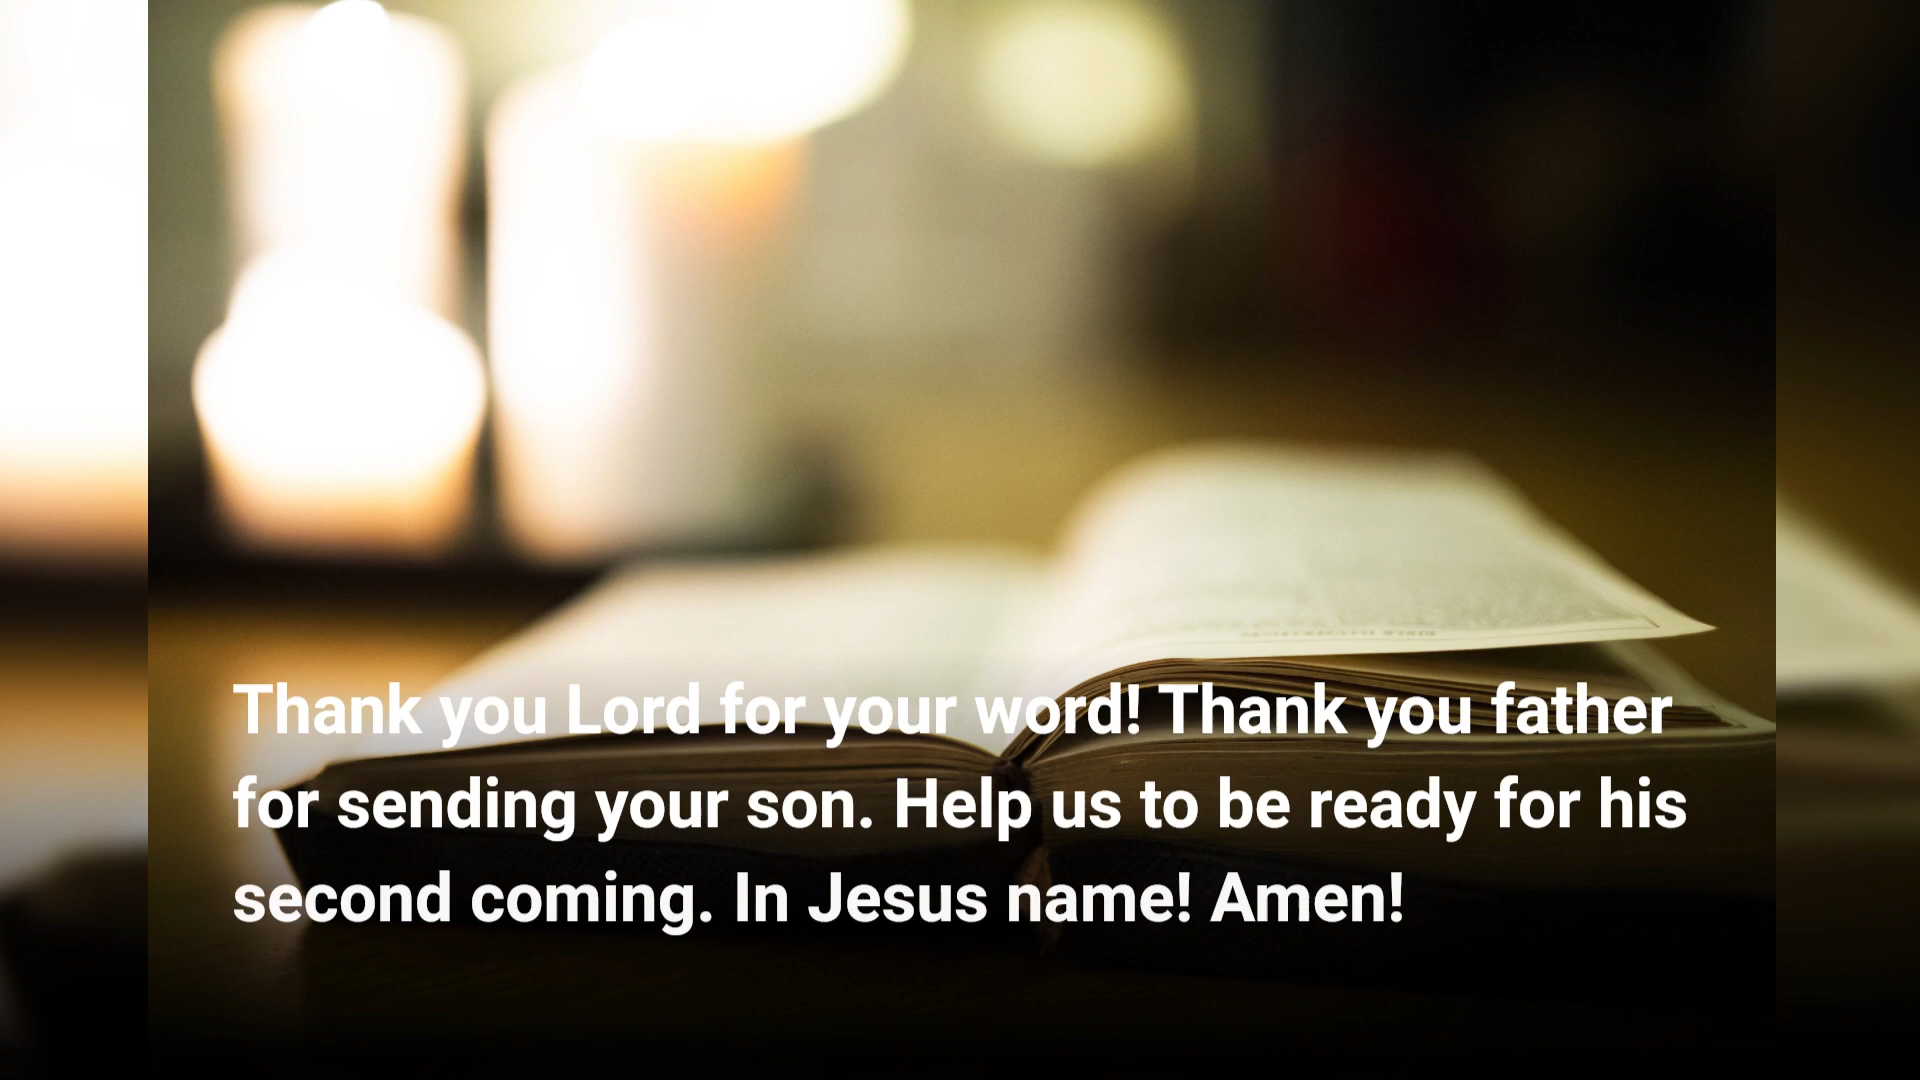 Thank you Lord for your word! Thank you father
for sending your son. Help us to be ready for his
second coming. In Jesus name! Amen!